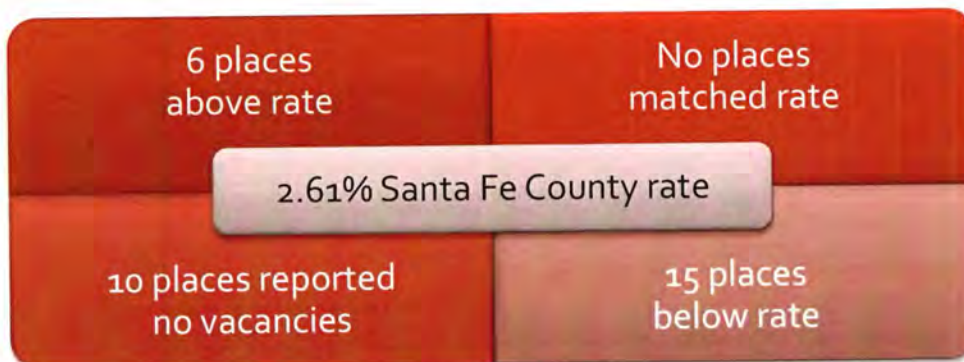 6 places
above rate
No places
matched rate
2.61% Santa Fe County rate
10 places reported
no vacancies
15 places
below rate